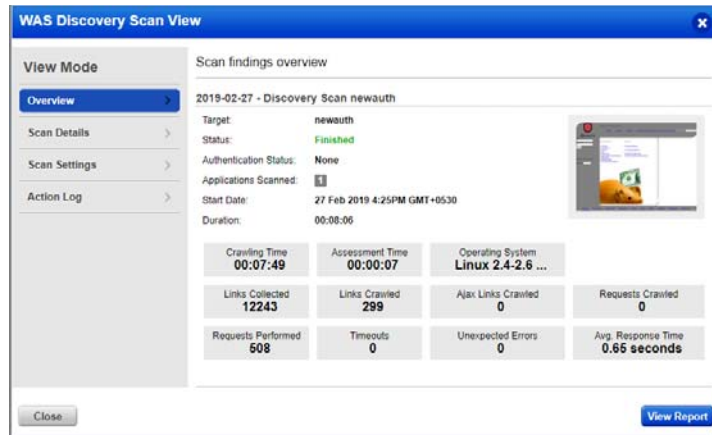 WAS Discovery Scan View
View Mode
Overview
Scan Details
Scan Settings
Action Log
Scan findings overview
2019-02-27 - Discovery Scan newauth
Target: newauth
Status: Finished
Authentication Status: None
Applications Scanned: 1
Start Date: 27 Feb 2019 4:25PM GMT+0530
Duration: 00:08:06
Crawling Time
00:07:49
Assessment Time
00:00:07
Operating System
Linux 2.4-2.6 ...
Links Collected
12243
Links Crawled
299
Ajax Links Crawled
0
Requests Crawled
0
Requests Performed
508
Timeouts
0
Unexpected Errors
0
Avg. Response Time
0.65 seconds
Close
View Report